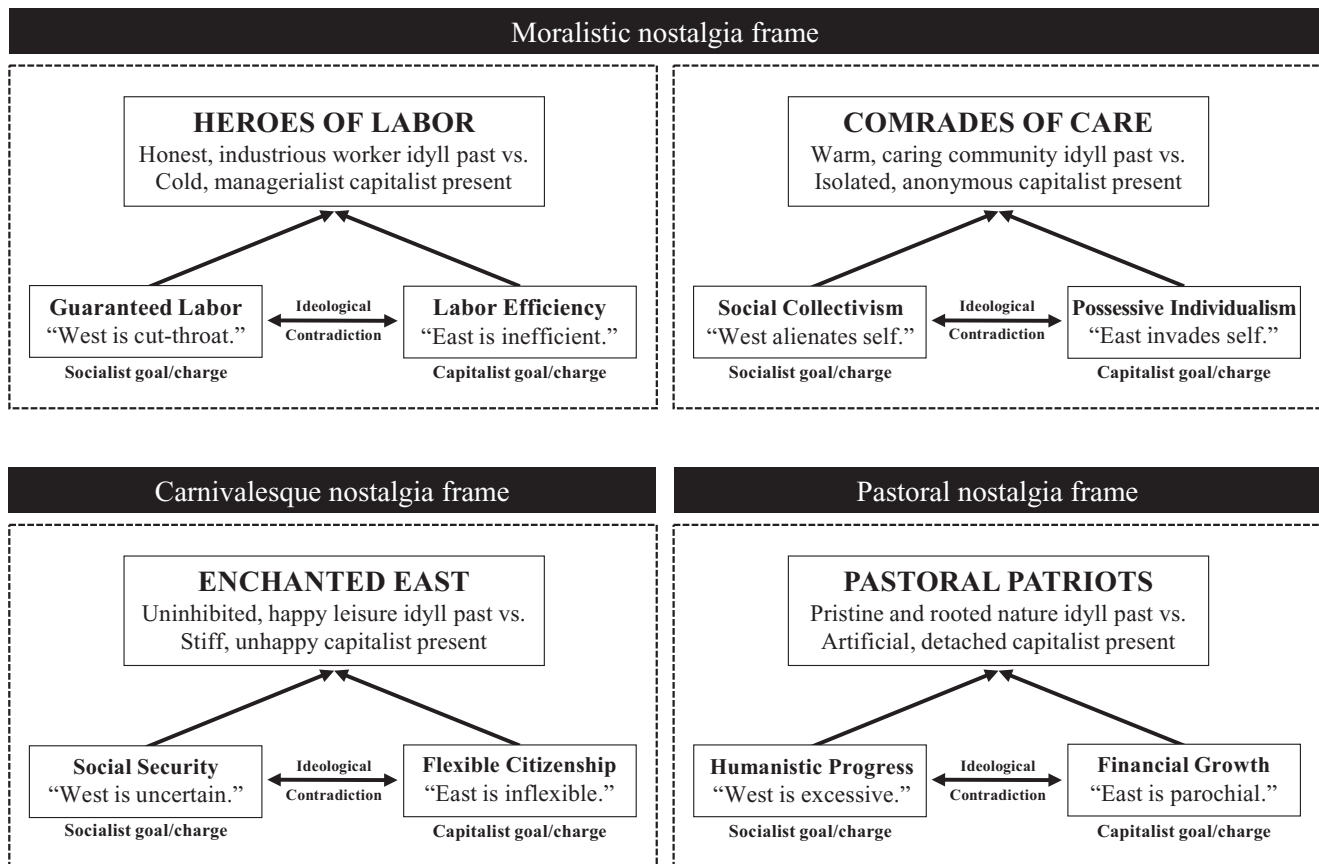 Moralistic nostalgia frame
HEROES OF LABOR
Honest, industrious worker idyll past vs.
Cold, managerialist capitalist present
Guaranteed Labor
“West is cut-throat.”
Socialist goal/charge
Ideological
Contradiction
Labor Efficiency
“East is inefficient.”
Capitalist goal/charge
COMRADES OF CARE
Warm, caring community idyll past vs.
Isolated, anonymous capitalist present
Social Collectivism
“West alienates self.”
Socialist goal/charge
Ideological
Contradiction
Possessive Individualism
“East invades self.”
Capitalist goal/charge
Carnivalesque nostalgia frame
ENCHANTED EAST
Uninhibited, happy leisure idyll past vs.
Stiff, unhappy capitalist present
Social Security
“West is uncertain.”
Socialist goal/charge
Ideological
Contradiction
Flexible Citizenship
“East is inflexible.”
Capitalist goal/charge
Pastoral nostalgia frame
PASTORAL PATRIOTS
Pristine and rooted nature idyll past vs.
Artificial, detached capitalist present
Humanistic Progress
“West is excessive.”
Socialist goal/charge
Ideological
Contradiction
Financial Growth
“East is parochial.”
Capitalist goal/charge